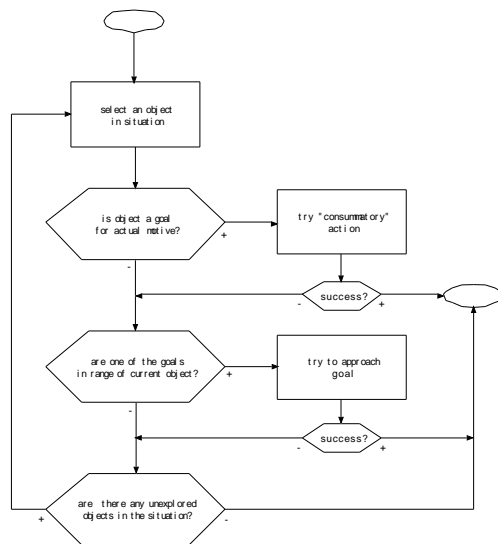 select an object
in situation
is object a goal
for actual motive?
+
try "consummatory"
action
-
- success? +
are one of the goals
in range of current object?
+
try to approach
goal
-
- success? +
are there any unexplored
objects in the situation?
+
-